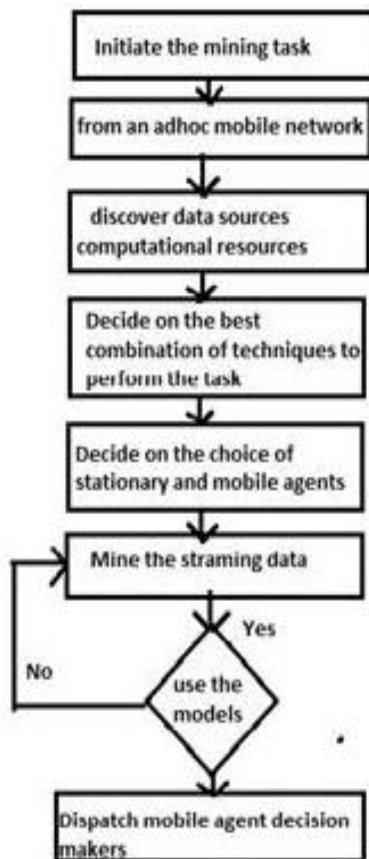 Initiate the mining task
from an adhoc mobile network
discover data sources
computational resources
Decide on the best
combination of techniques to
perform the task
Decide on the choice of
stationary and mobile agents
Mine the straming data
Yes
No
use the
models
Dispatch mobile agent decision
makers